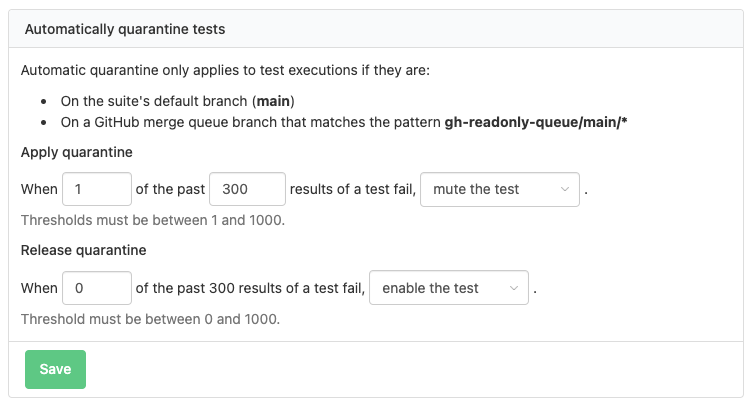 Automatically quarantine tests
Automatic quarantine only applies to test executions if they are:
• On the suite's default branch (main)
• On a GitHub merge queue branch that matches the pattern gh-readonly-queue/main/*
Apply quarantine
When 1 of the past 300 results of a test fail, mute the test .
Thresholds must be between 1 and 1000.
Release quarantine
When 0 of the past 300 results of a test fail, enable the test .
Threshold must be between 0 and 1000.
Save